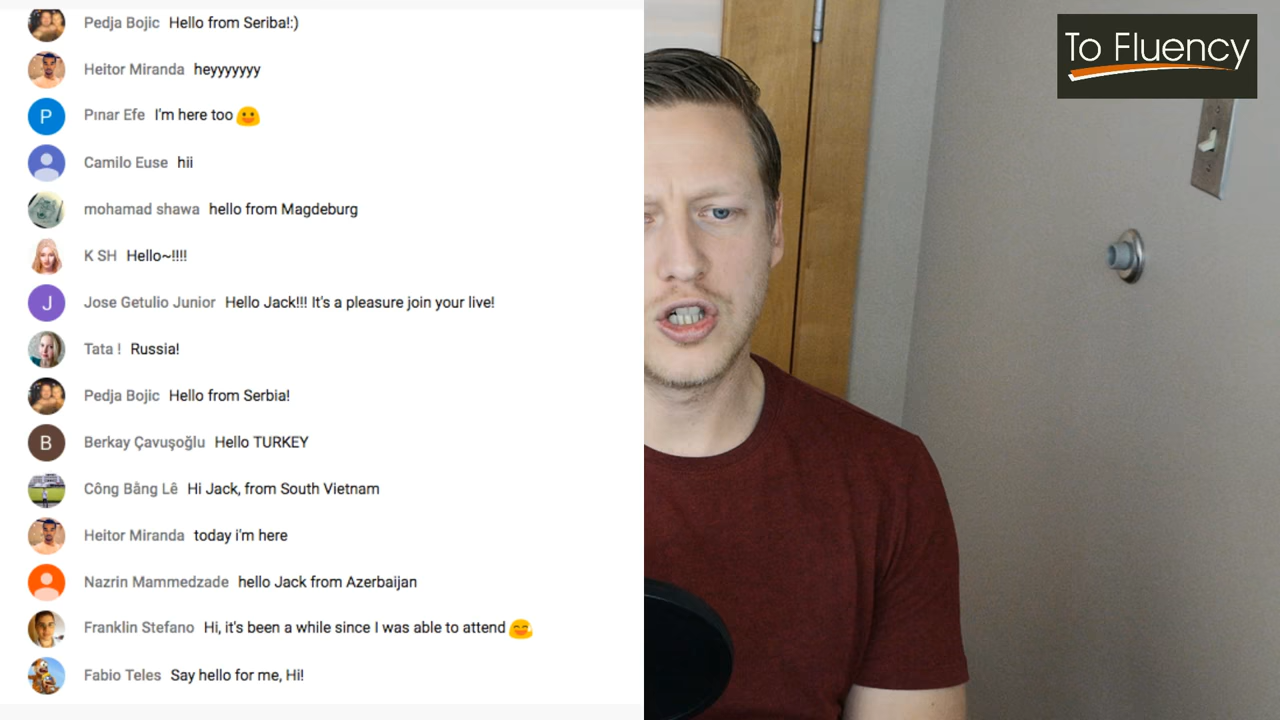 Pedja Bojic Hello from Seriba!:)
Heitor Miranda heyyyyyyy
To Fluency
P Pınar Efe I'm here too
Camilo Euse hii
mohamad shawa hello from Magdeburg
K SH Hello~!!!!
J Jose Getulio Junior Hello Jack!!! It's a pleasure join your live!
Tata ! Russia!
Pedja Bojic Hello from Serbia!
B Berkay Çavuşoğlu Hello TURKEY
Công Bằng Lê Hi Jack, from South Vietnam
Heitor Miranda today i'm here
Nazrin Mammedzade hello Jack from Azerbaijan
Franklin Stefano Hi, it's been a while since I was able to attend
Fabio Teles Say hello for me, Hi!